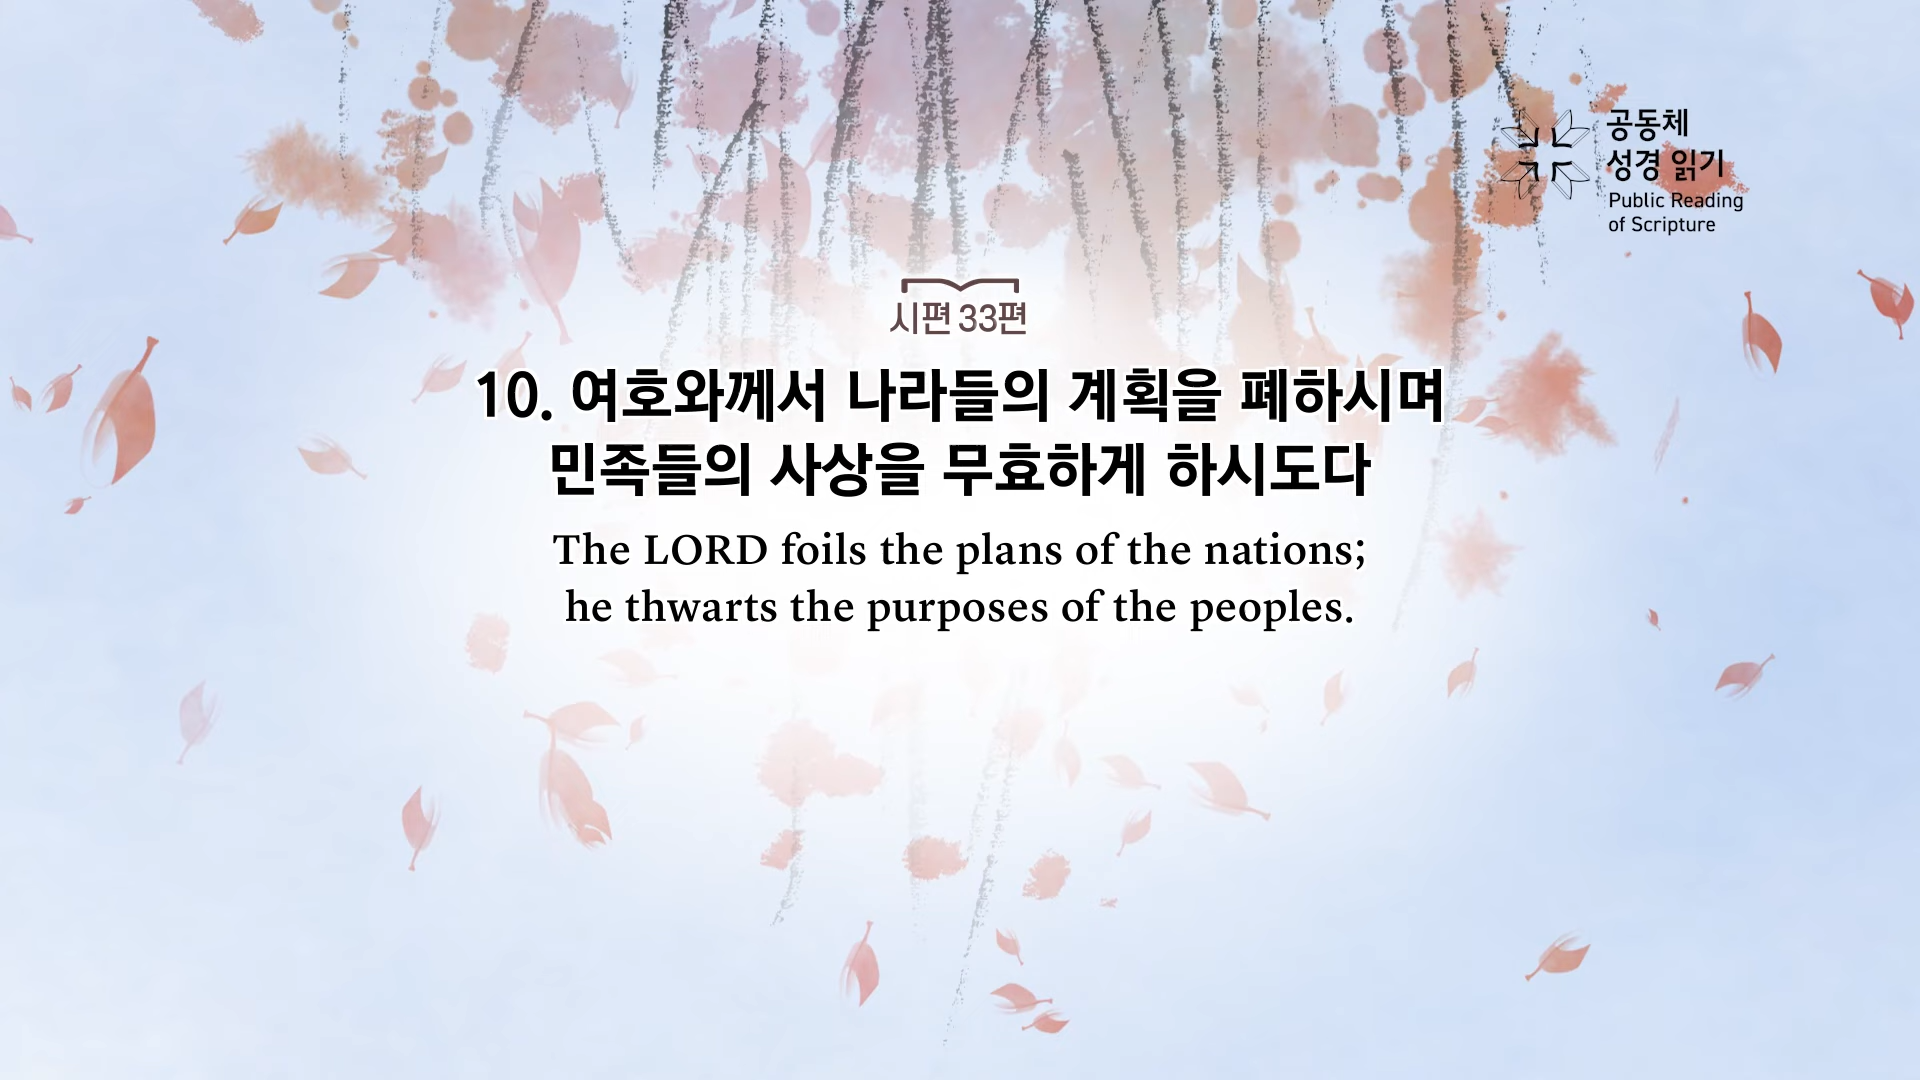 공동체
성경 읽기
Public Reading
of Scripture
시편 33편
10. 여호와께서 나라들의 계획을 폐하시며
민족들의 사상을 무효하게 하시도다
The LORD foils the plans of the nations;
he thwarts the purposes of the peoples.